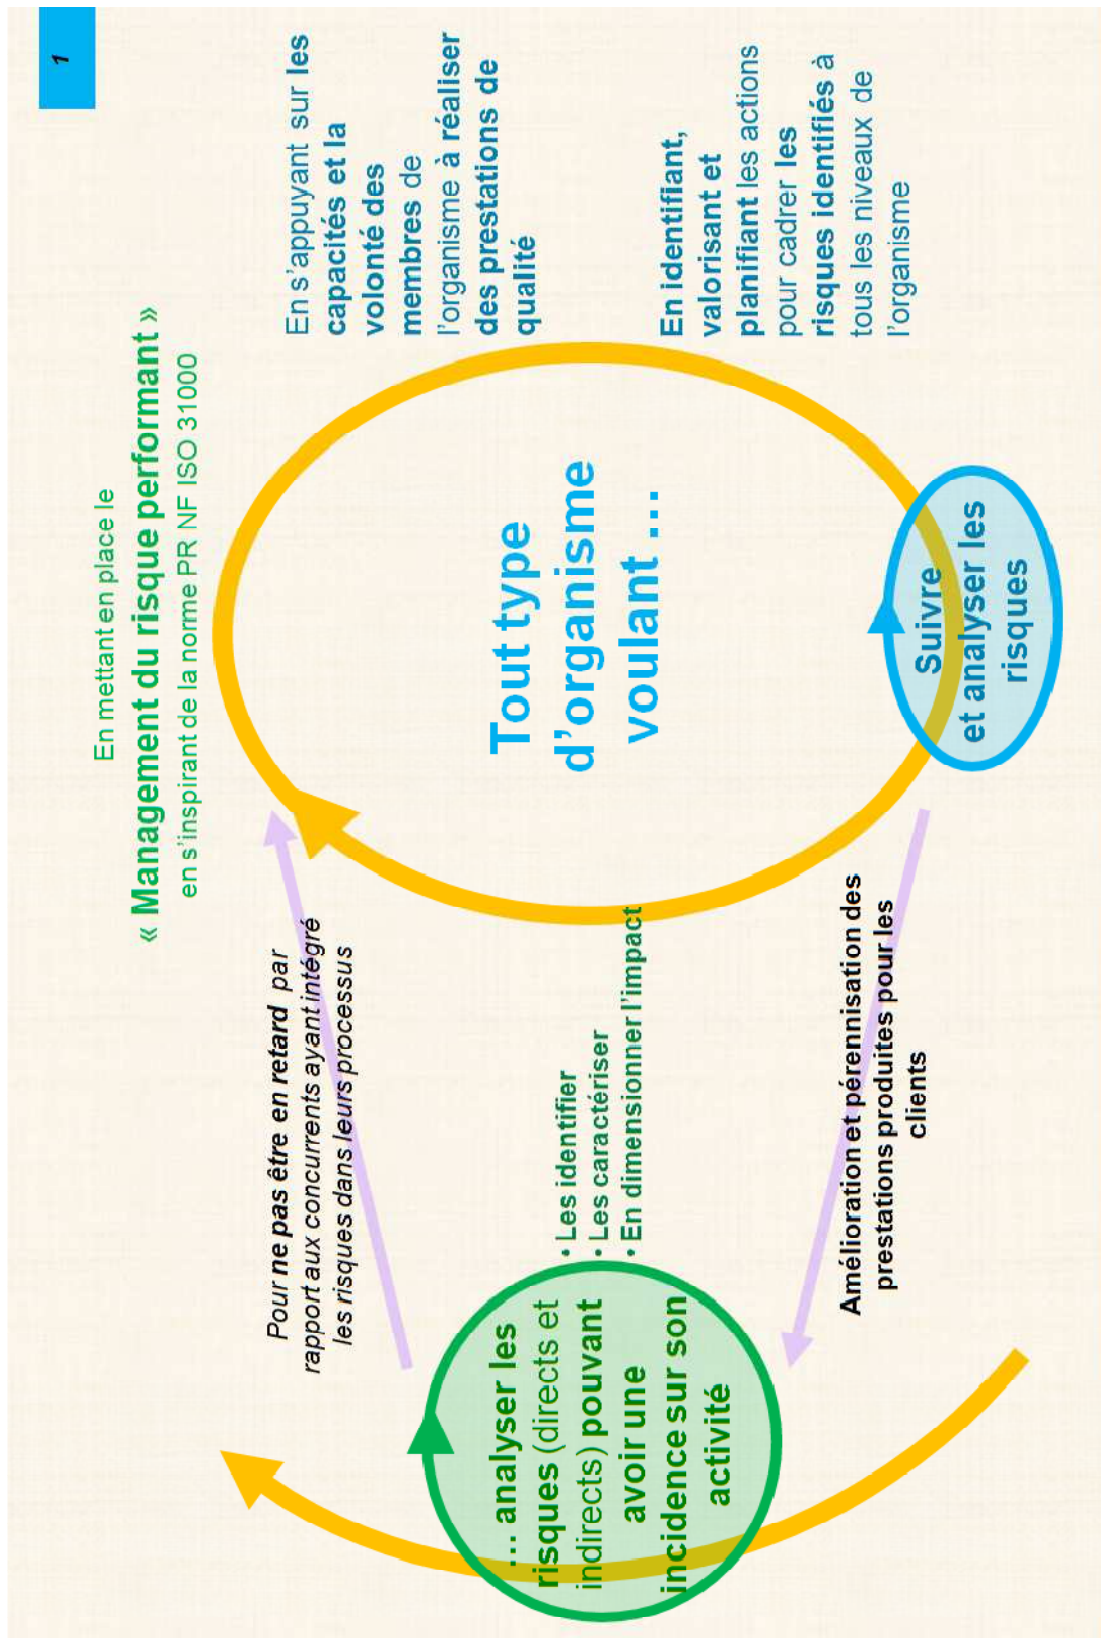 1
En mettant en place le
« Management du risque performant »
en s'inspirant de la norme PR NF ISO 31000
Pour ne pas être en retard par
rapport aux concurrents ayant intégré
les risques dans leurs processus
En s'appuyant sur les
capacités et la
volonté des
membres de
l'organisme à réaliser
des prestations de
qualité
… analyser les
risques (directs et
indirects) pouvant
avoir une
incidence sur son
activité
• Les identifier
• Les caractériser
• En dimensionner l'impact
Tout type
d'organisme
voulant …
En identifiant,
valorisant et
planifiant les actions
pour cadrer les
risques identifiés à
tous les niveaux de
l'organisme
Amélioration et pérennisation des
prestations produites pour les
clients
Suivre
et analyser les
risques